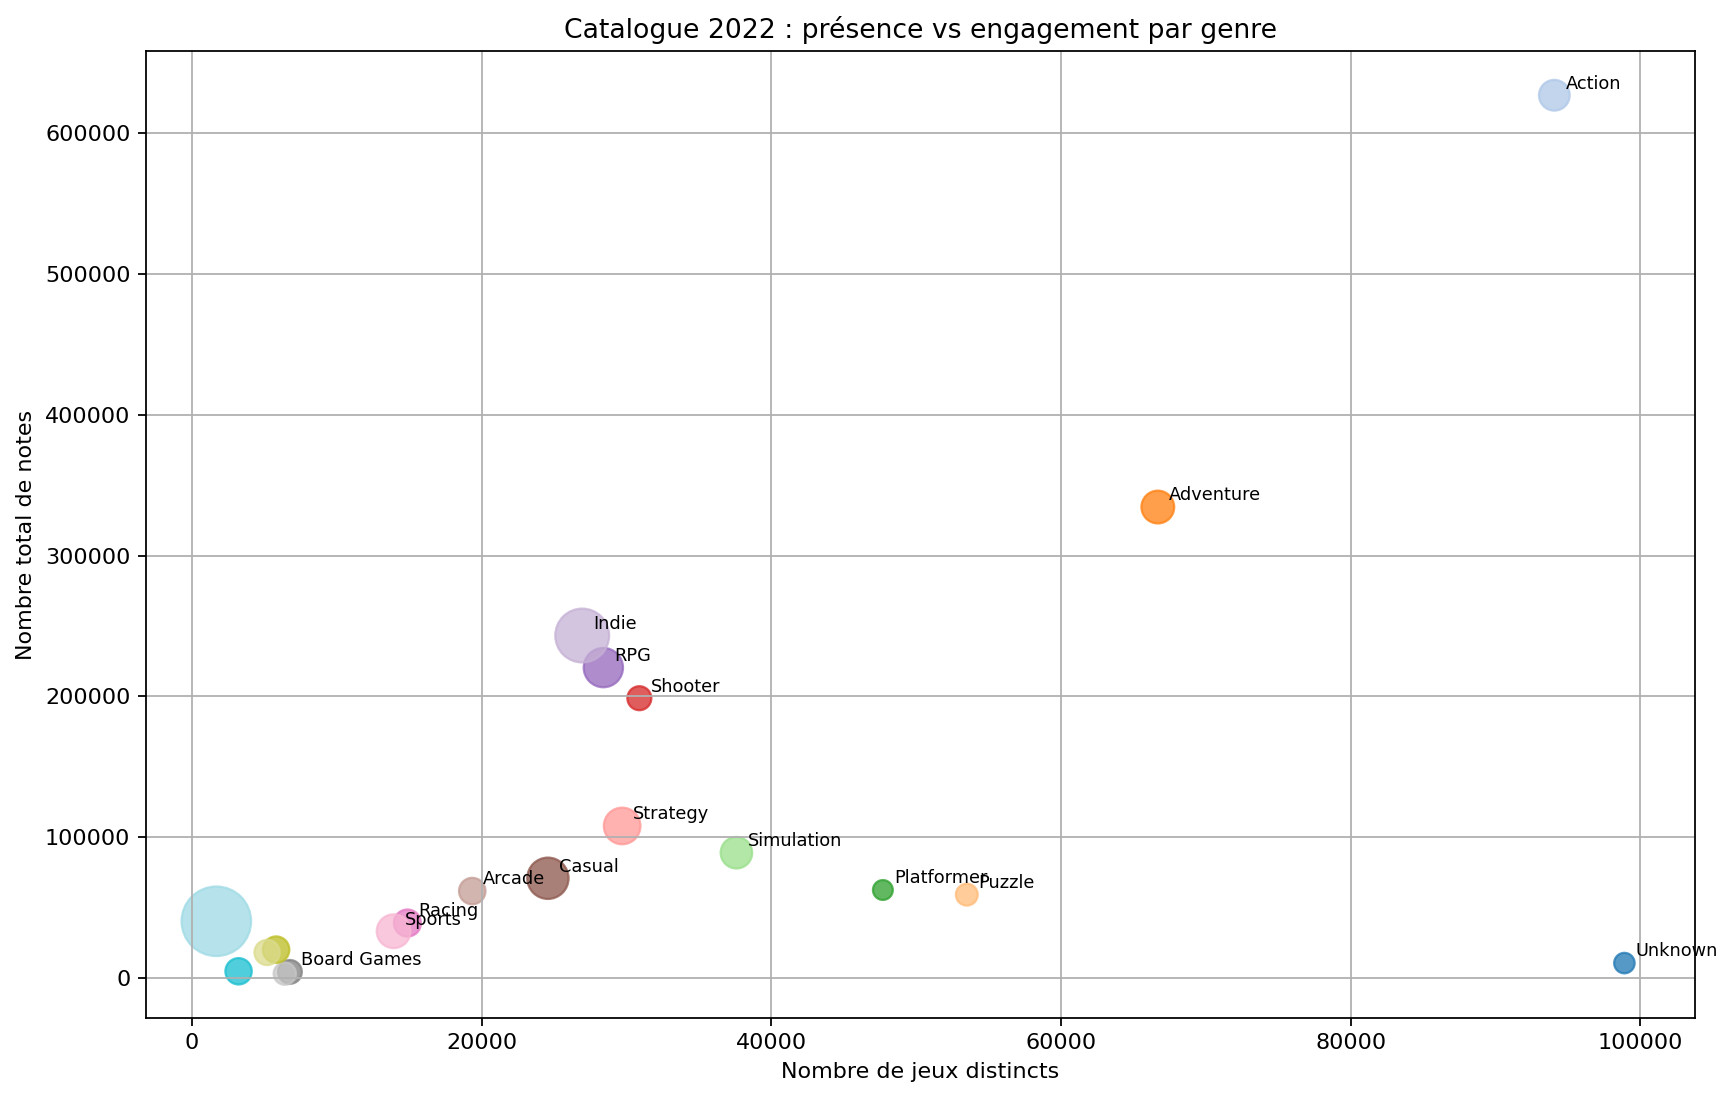 Catalogue 2022 : présence vs engagement par genre
Action
600000
500000
Adventure
400000
300000
Indie
RPG
Shooter
200000
Strategy
Simulation
100000
Casual
Arcade
Platformer
Puzzle
Racing
Sports
Board Games
Unknown
0
Nombre total de notes
0 20000 40000 60000 80000 100000
Nombre de jeux distincts